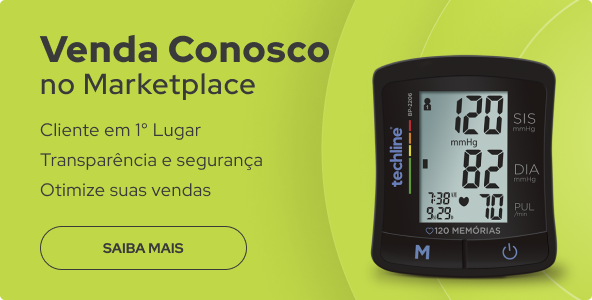 Venda Conosco
no Marketplace
Cliente em 1º Lugar
Transparência e segurança
Otimize suas vendas
SAIBA MAIS
techline
BP-2208
120
SIS
mmHg
mmHg
82
DIA
mmHg
7:38
9:29
70
PUL
/min
120 MEMÓRIAS
M